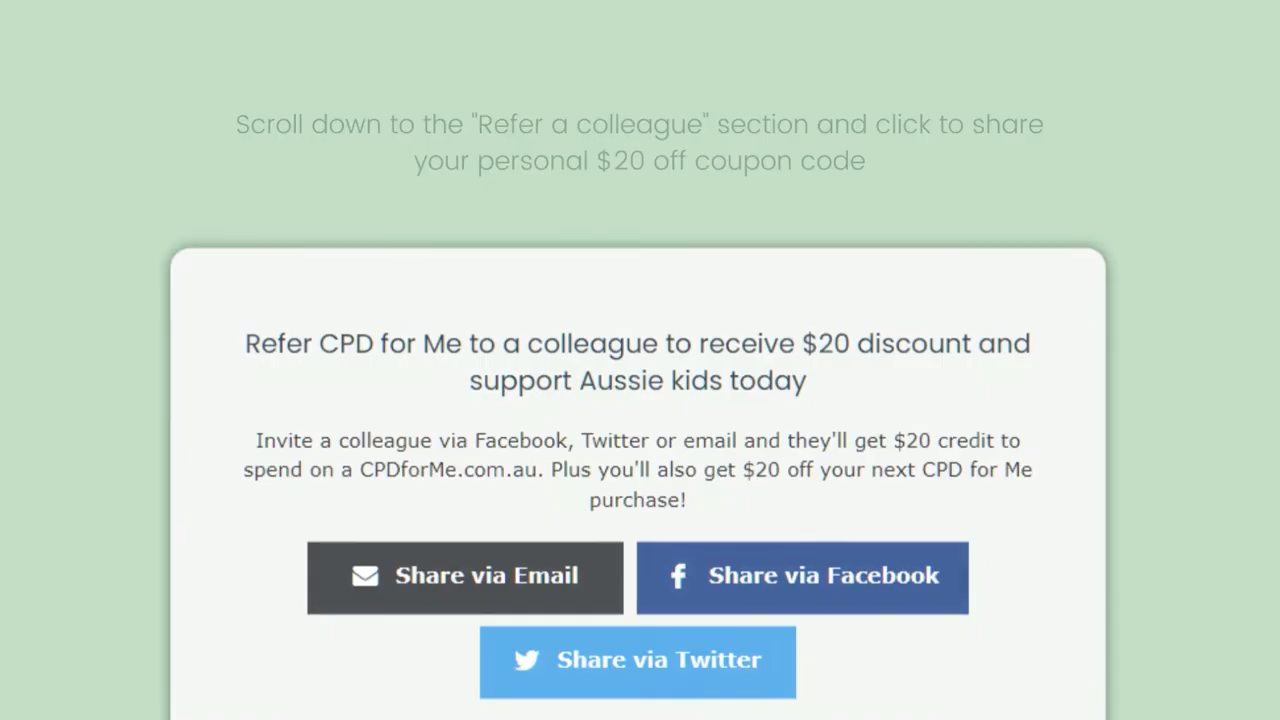 Scroll down to the "Refer a colleague" section and click to share
your personal $20 off coupon code
Refer CPD for Me to a colleague to receive $20 discount and
support Aussie kids today
Invite a colleague via Facebook, Twitter or email and they'll get $20 credit to
spend on a CPDforMe.com.au. Plus you'll also get $20 off your next CPD for Me
purchase!
Share via Email
Share via Facebook
Share via Twitter